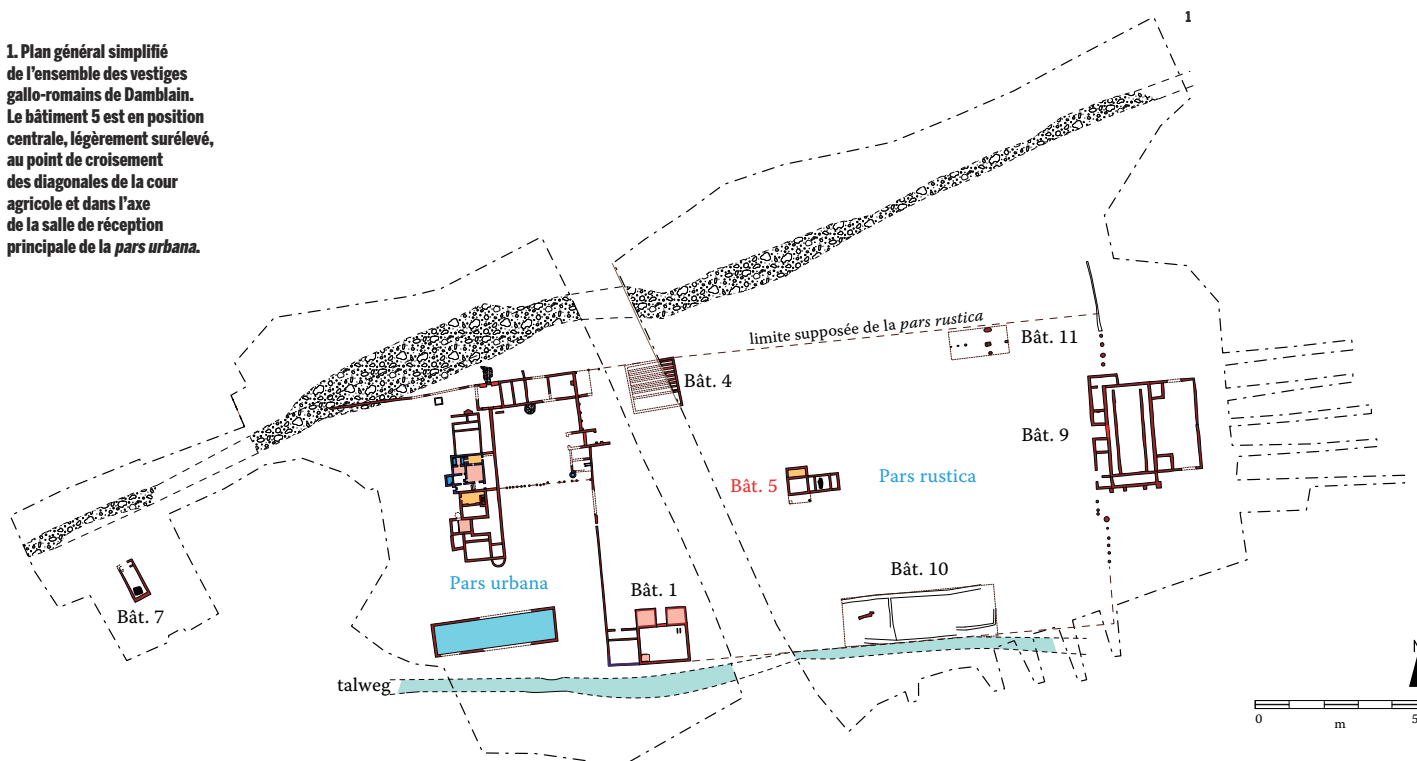 1
1. Plan général simplifié
de l'ensemble des vestiges
gallo-romains de Damblain.
Le bâtiment 5 est en position
centrale, légèrement surélevé,
au point de croisement
des diagonales de la cour
agricole et dans l'axe
de la salle de réception
principale de la pars urbana.
limite supposée de la pars rustica
Bât. 11
Bât. 4
Bât. 9
Bât. 5
Pars rustica
Pars urbana
Bât. 10
Bât. 1
Bât. 7
talweg
N
0
m
5